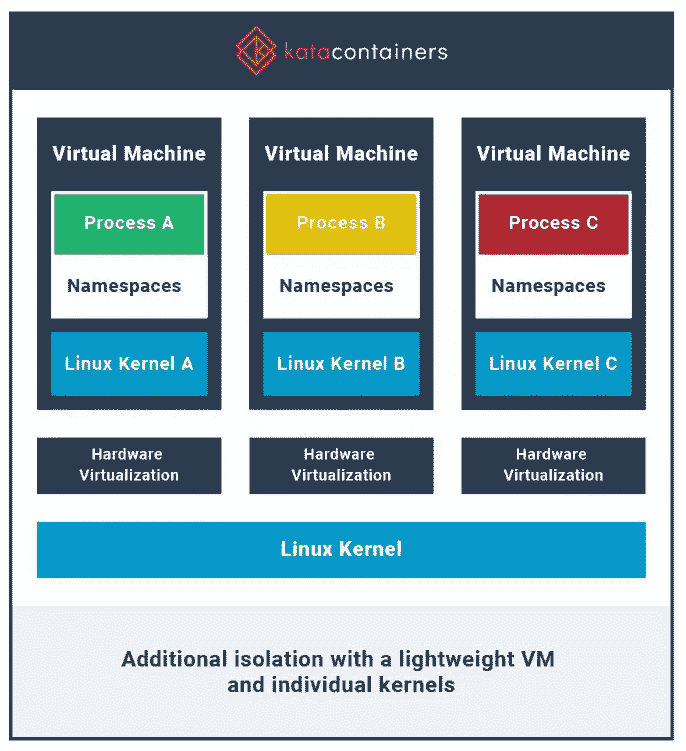 katacontainers
Virtual Machine
Process A
Namespaces
Linux Kernel A
Hardware
Virtualization
Virtual Machine
Process B
Namespaces
Linux Kernel B
Hardware
Virtualization
Virtual Machine
Process C
Namespaces
Linux Kernel C
Hardware
Virtualization
Linux Kernel
Additional isolation with a lightweight VM
and individual kernels